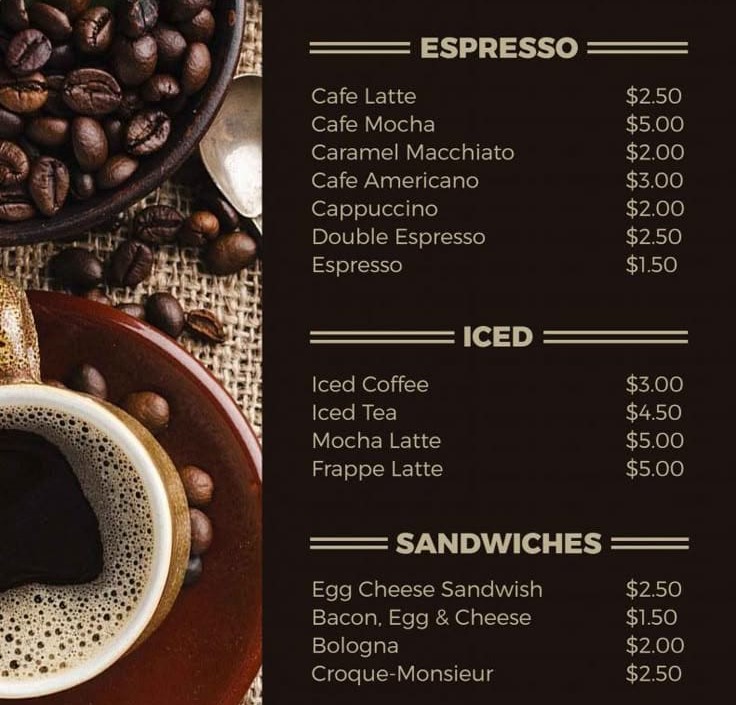 ESPRESSO
Cafe Latte $2.50
Cafe Mocha $5.00
Caramel Macchiato $2.00
Cafe Americano $3.00
Cappuccino $2.00
Double Espresso $2.50
Espresso $1.50
ICED
Iced Coffee $3.00
Iced Tea $4.50
Mocha Latte $5.00
Frappe Latte $5.00
SANDWICHES
Egg Cheese Sandwish $2.50
Bacon, Egg & Cheese $1.50
Bologna $2.00
Croque-Monsieur $2.50